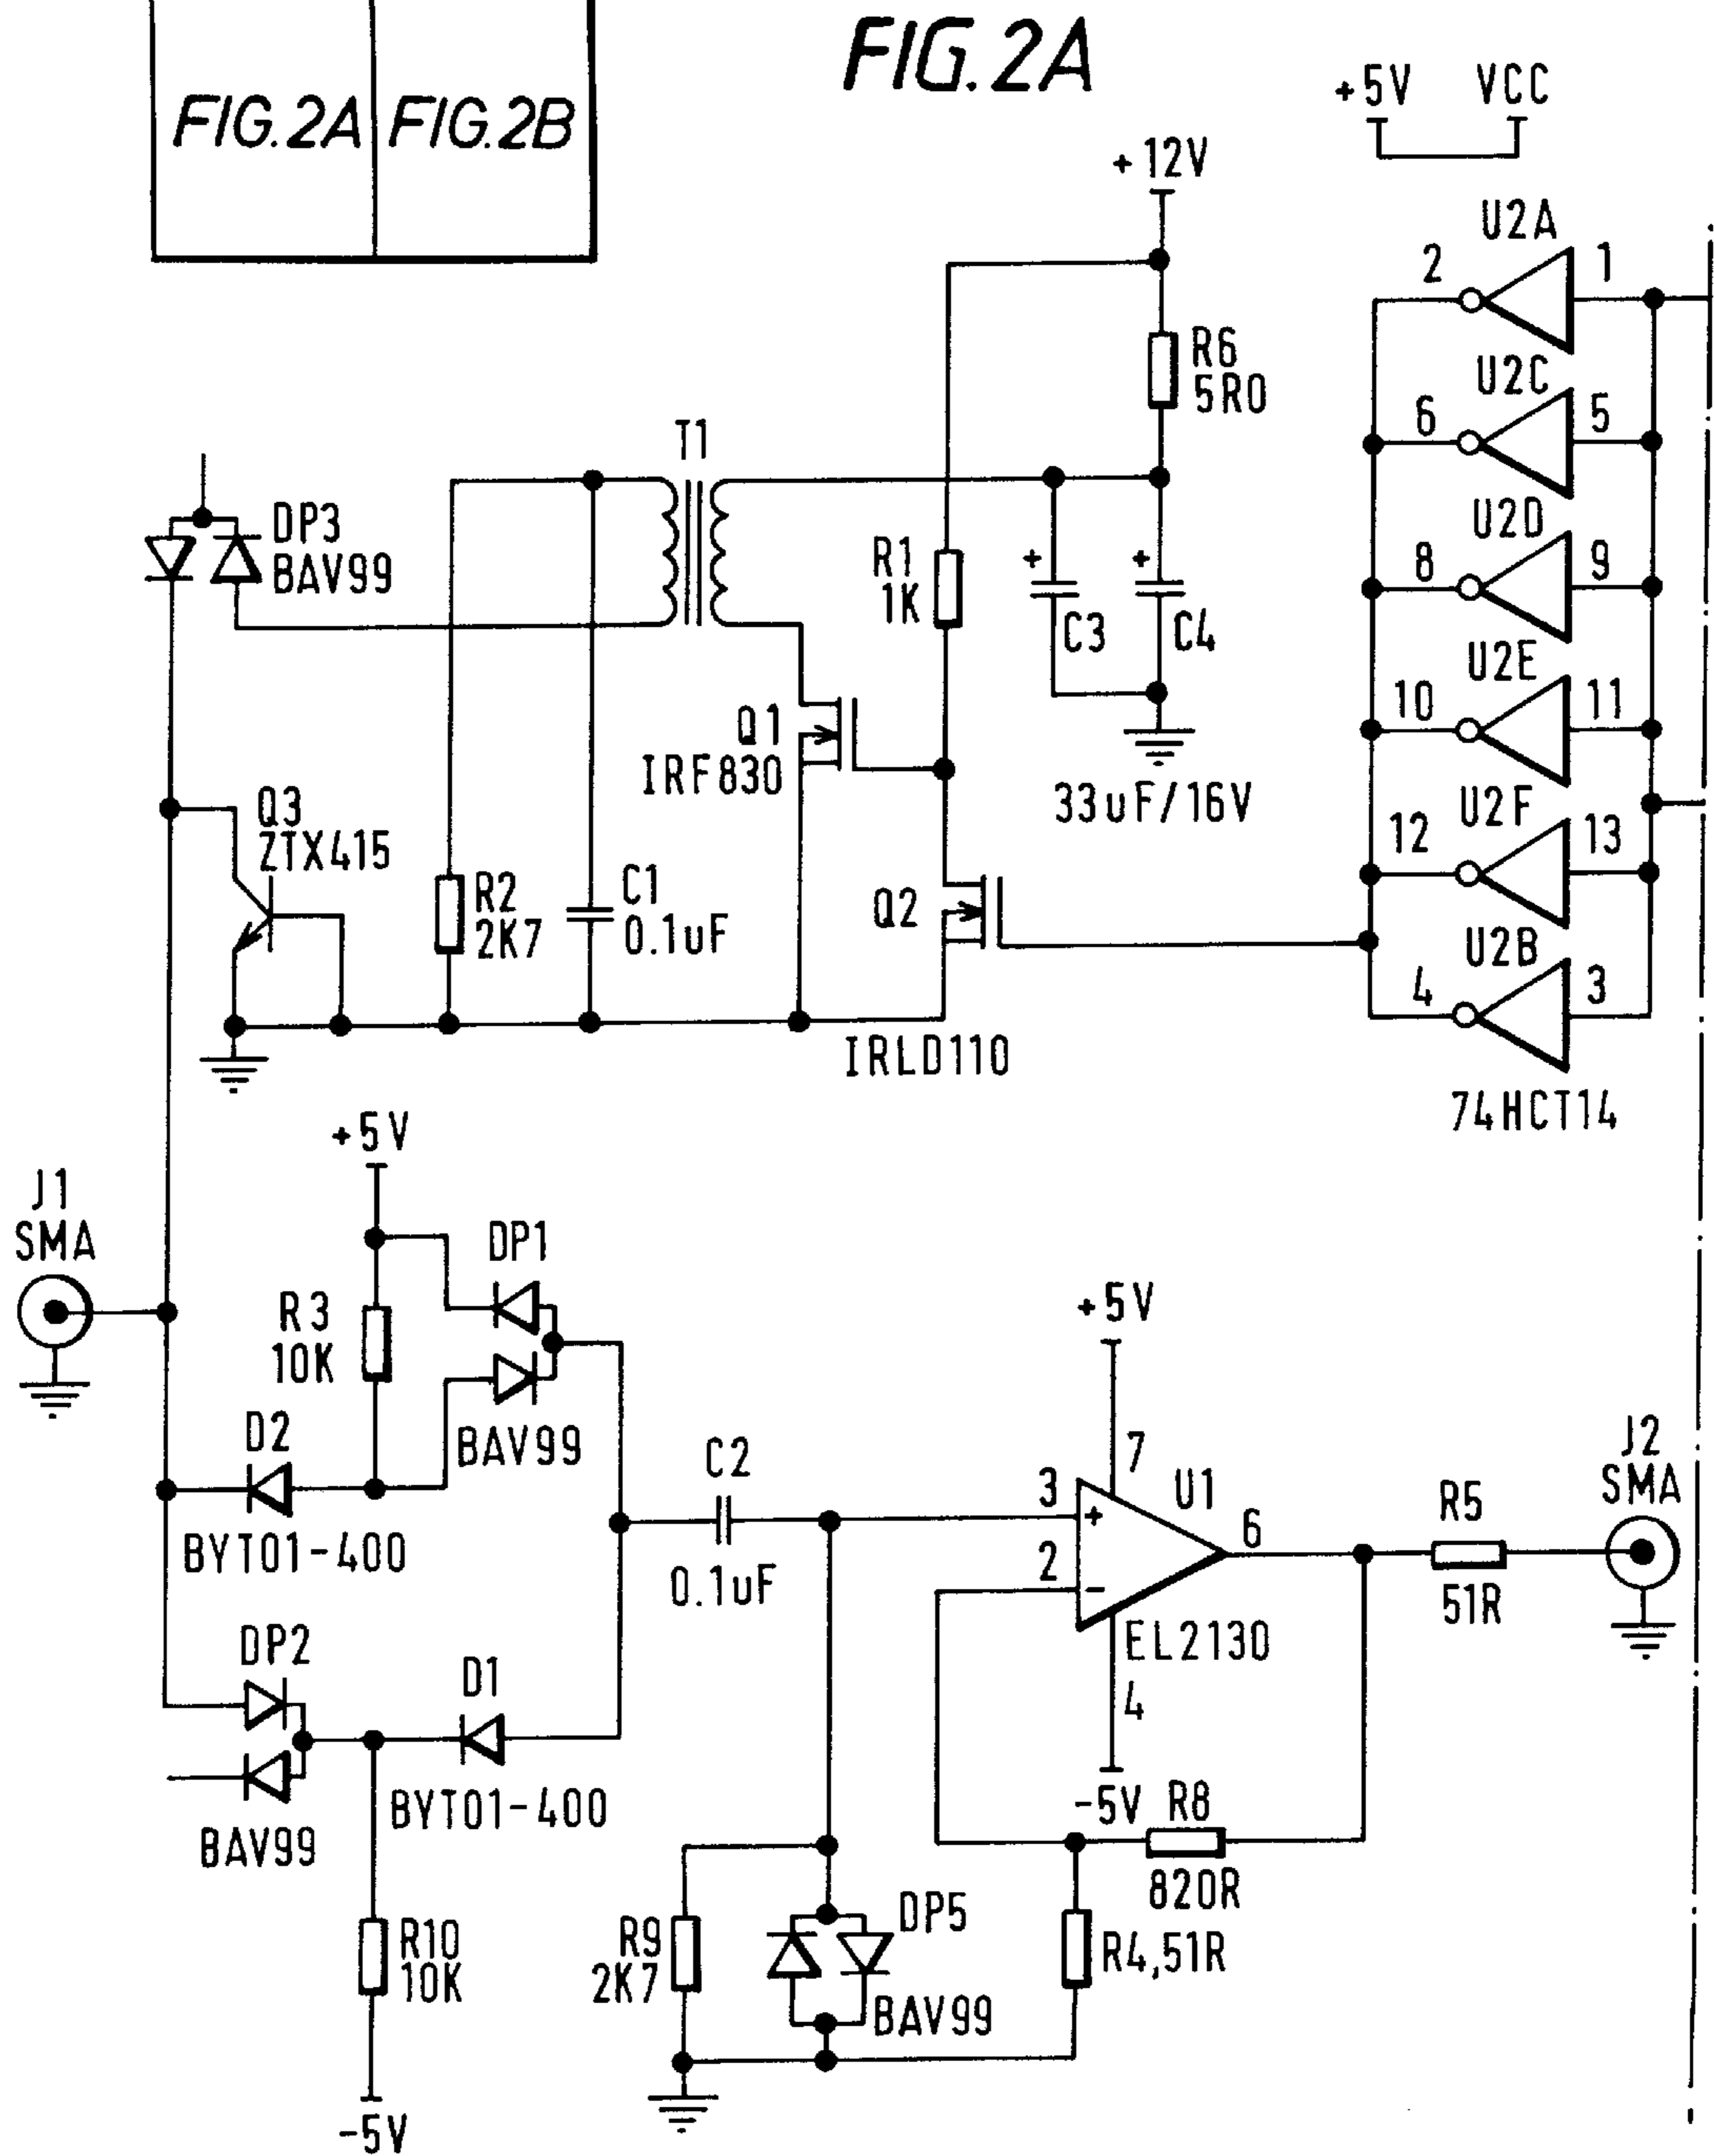 FIG.2A
FIG.2A FIG.2B
+5V VCC
+12V
U2A
2 1
R6
5R0
U2C
6 5
T1
DP3
BAV99
U2D
8 9
R1
1K
+ +
C3 C4
U2E
10 11
Q1
IRF830
33uF/16V
U2F
12 13
Q3
ZTX415
R2
2K7
C1
0.1uF
Q2
U2B
4 3
IRLD110
74HCT14
+5V
J1
SMA
DP1
R3
10K
+5V
D2
BAV99
C2
7
J2
SMA
3 + U1
R5
6
BYT01-400
0.1uF
2 -
51R
EL2130
DP2
D1
4
-5V R8
BYT01-400
BAV99
820R
DP5
R10
10K
R9
2K7
R4,51R
BAV99
-5V